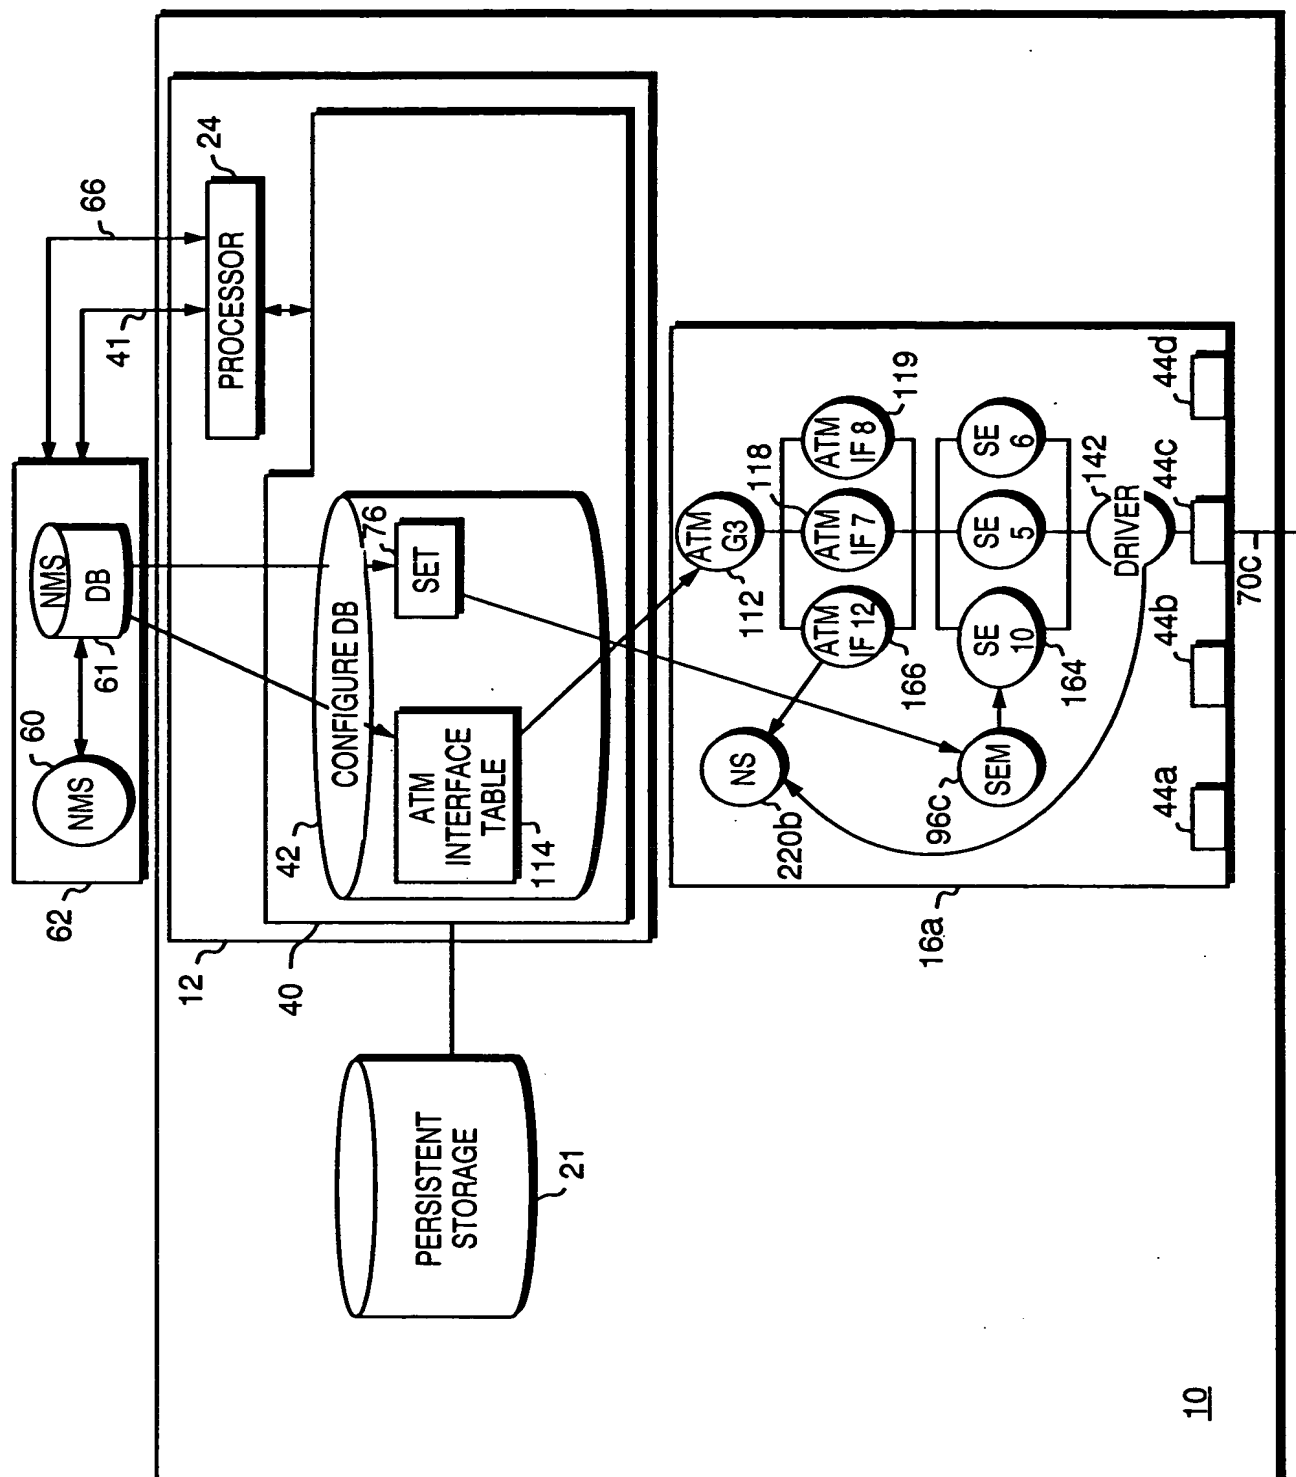 62
NMS
60
NMS
DB
61
41
66
12
PROCESSOR
24
40
42
CONFIGURE DB
ATM
INTERFACE
TABLE
114
SET
76
PERSISTENT
STORAGE
21
16a
NS
220b
ATM
G3
112
ATM
IF 12
166
ATM
IF 7
118
ATM
IF 8
119
SEM
96c
SE
10
164
SE
5
SE
6
DRIVER
142
44a
44b
44c
44d
70c
10